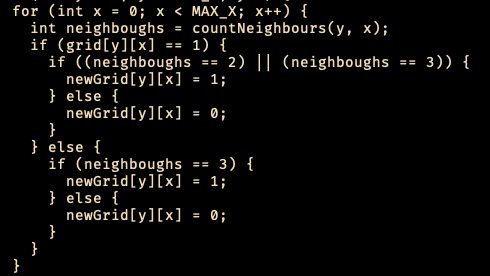 for (int x = 0; x < MAX_X; x++) {
int neighboughs = countNeighbours(y, x);
if (grid[y][x] == 1) {
if ((neighboughs == 2) || (neighboughs == 3)) {
newGrid[y][x] = 1;
} else {
newGrid[y][x] = 0;
}
} else {
if (neighboughs == 3) {
newGrid[y][x] = 1;
} else {
newGrid[y][x] = 0;
}
}
}